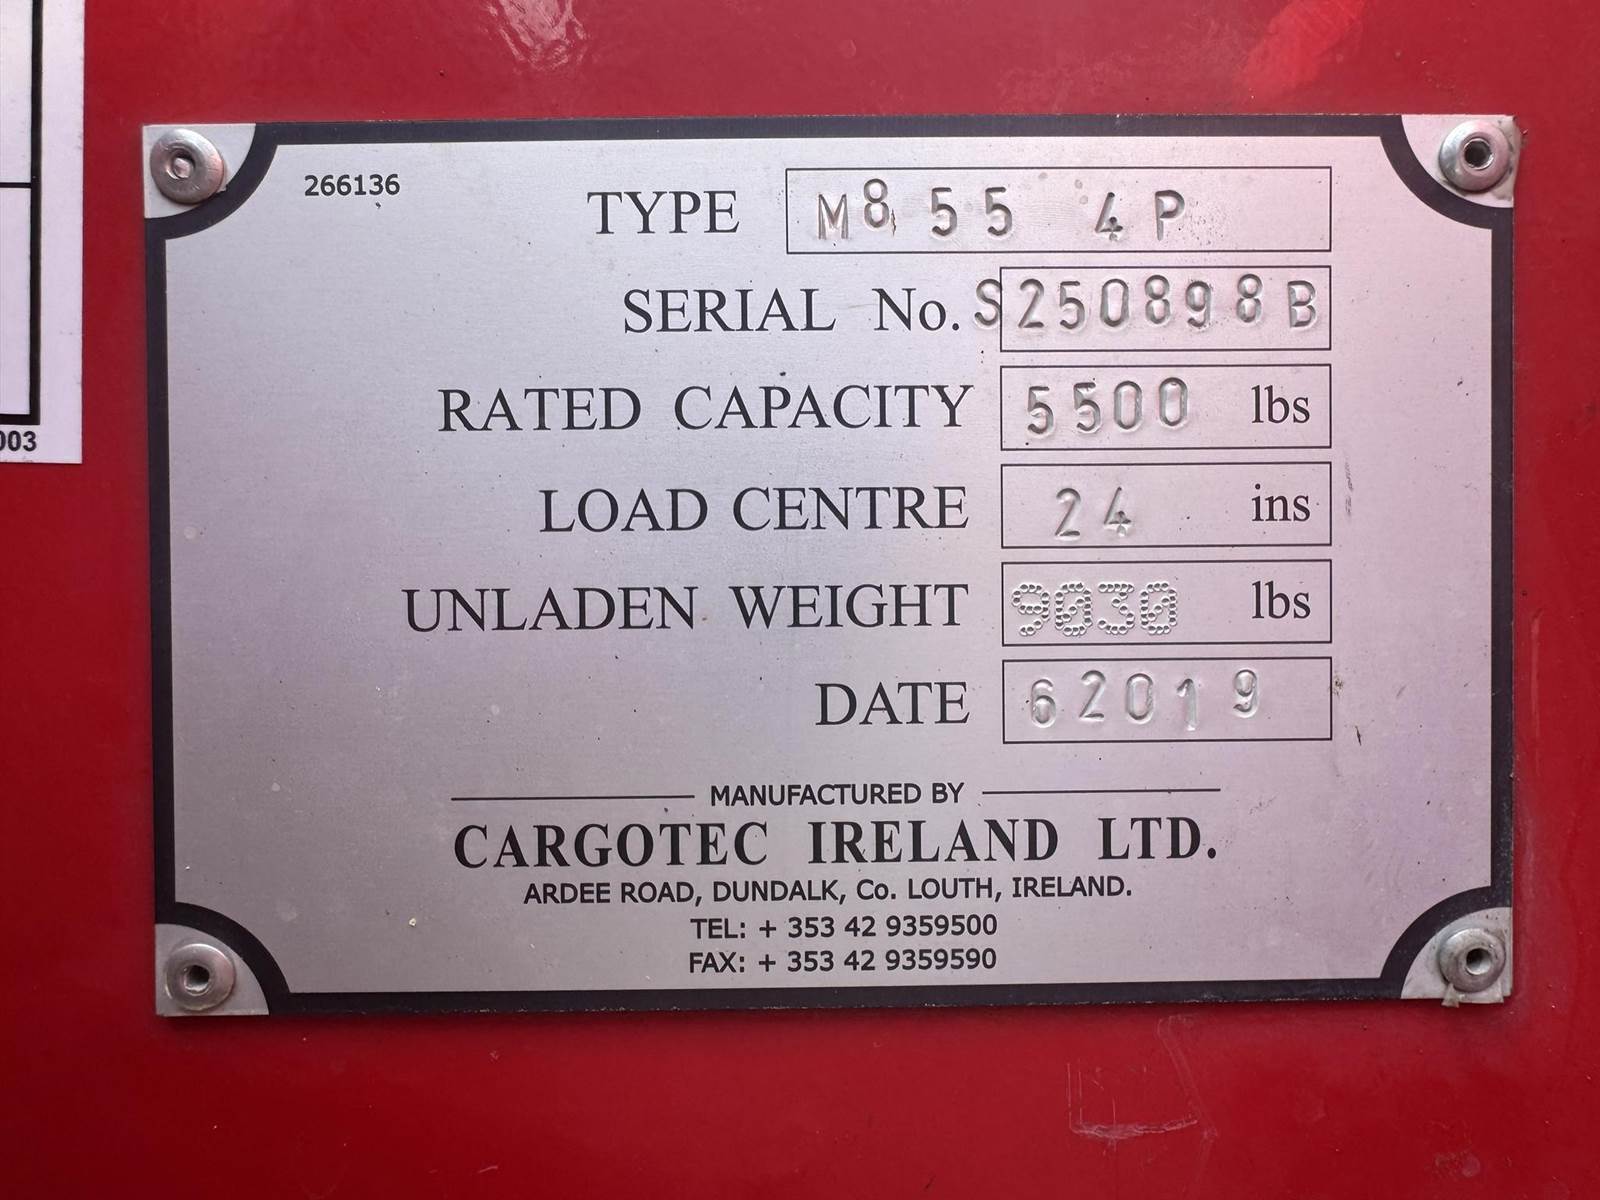 003
266136
TYPE M8 55 4P
SERIAL No. S250898B
RATED CAPACITY 5500 lbs
LOAD CENTRE 24 ins
UNLADEN WEIGHT 9030 lbs
DATE 62019
MANUFACTURED BY
CARGOTEC IRELAND LTD.
ARDEE ROAD, DUNDALK, Co. LOUTH, IRELAND.
TEL: + 353 42 9359500
FAX: + 353 42 9359590